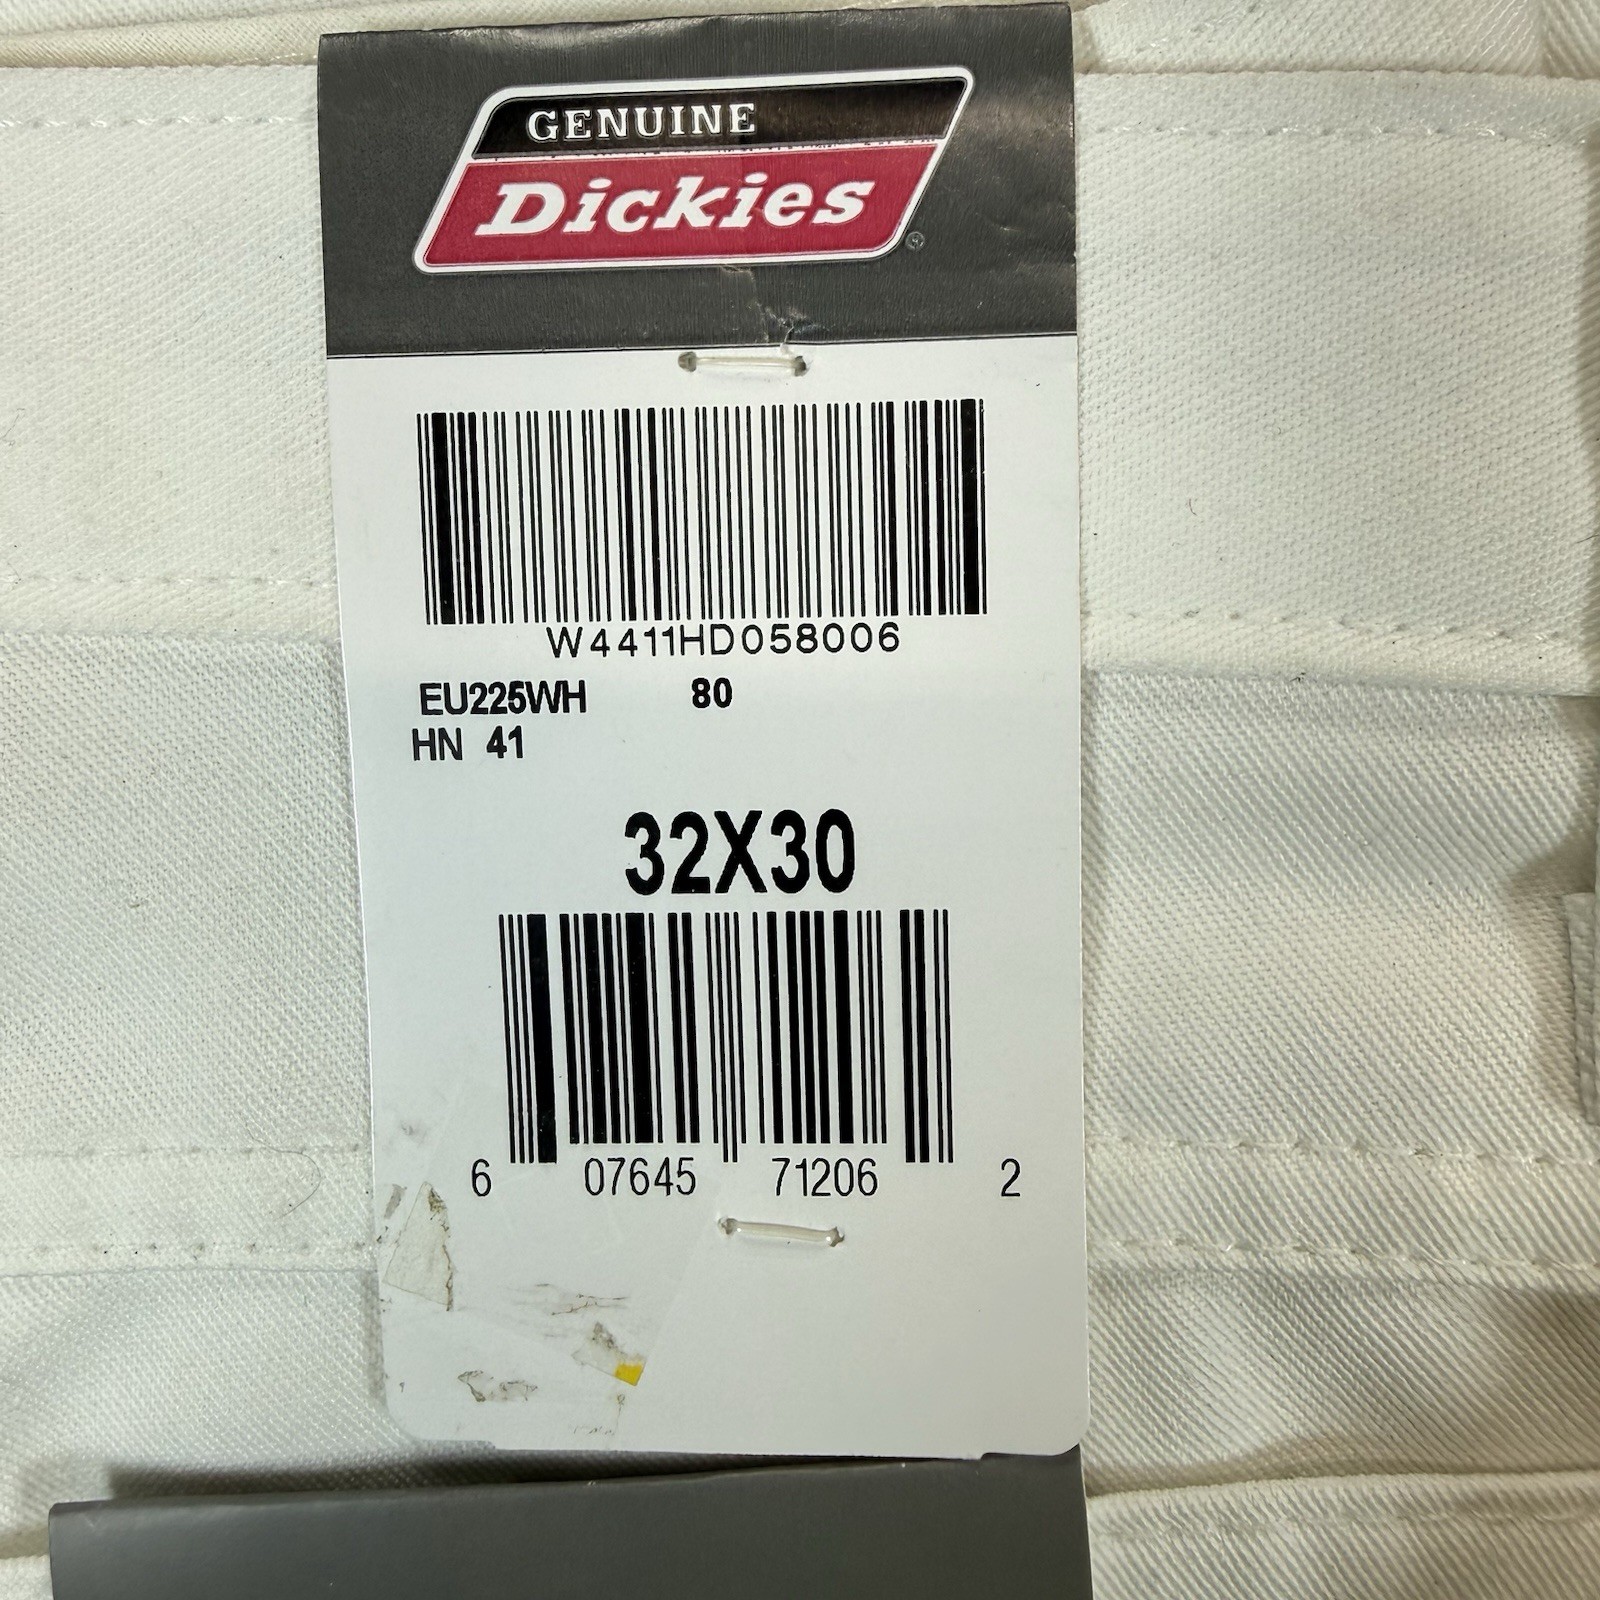 GENUINE
Dickies
®
W4411HD058006
EU225WH 80
HN 41
32X30
6 07645 71206 2